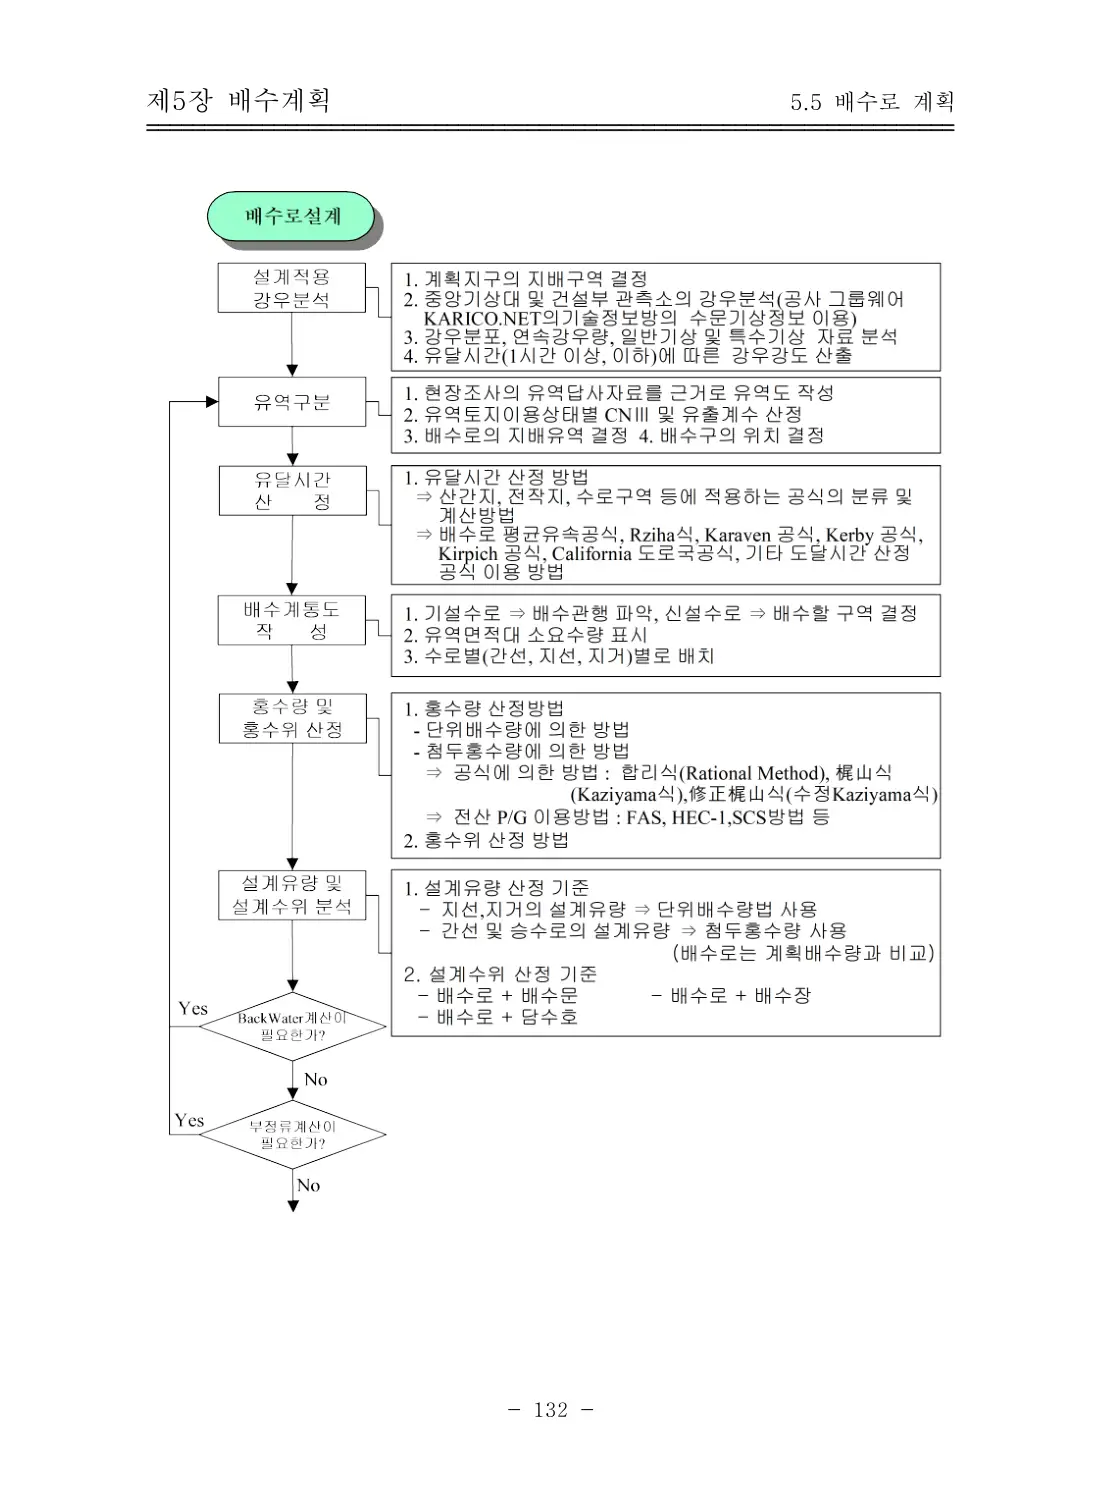 제5장 배수계획
5.5 배수로 계획
배수로설계
설계적용
강우분석
1. 계획지구의 지배구역 결정
2. 중앙기상대 및 건설부 관측소의 강우분석(공사 그룹웨어
KARICO.NET의기술정보방의 수문기상정보 이용)
3. 강우분포, 연속강우량, 일반기상 및 특수기상 자료 분석
4. 유달시간(1시간 이상, 이하)에 따른 강우강도 산출
유역구분
1. 현장조사의 유역답사자료를 근거로 유역도 작성
2. 유역토지이용상태별 CNⅢ 및 유출계수 산정
3. 배수로의 지배유역 결정 4. 배수구의 위치 결정
유달시간
산 정
1. 유달시간 산정 방법
⇒ 산간지, 전작지, 수로구역 등에 적용하는 공식의 분류 및
계산방법
⇒ 배수로 평균유속공식, Rziha식, Karaven 공식, Kerby 공식,
Kirpich 공식, California 도로국공식, 기타 도달시간 산정
공식 이용 방법
배수계통도
작 성
1. 기설수로 ⇒ 배수관행 파악, 신설수로 ⇒ 배수할 구역 결정
2. 유역면적대 소요수량 표시
3. 수로별(간선, 지선, 지거)별로 배치
홍수량 및
홍수위 산정
1. 홍수량 산정방법
- 단위배수량에 의한 방법
- 첨두홍수량에 의한 방법
⇒ 공식에 의한 방법 : 합리식(Rational Method), 梶山식
(Kaziyama식),修正梶山식(수정Kaziyama식)
⇒ 전산 P/G 이용방법 : FAS, HEC-1,SCS방법 등
2. 홍수위 산정 방법
설계유량 및
설계수위 분석
1. 설계유량 산정 기준
- 지선,지거의 설계유량 ⇒ 단위배수량법 사용
- 간선 및 승수로의 설계유량 ⇒ 첨두홍수량 사용
(배수로는 계획배수량과 비교)
2. 설계수위 산정 기준
- 배수로 + 배수문 - 배수로 + 배수장
- 배수로 + 담수호
Yes
BackWater계산이
필요한가?
No
Yes
부정류계산이
필요한가?
No
- 132 -